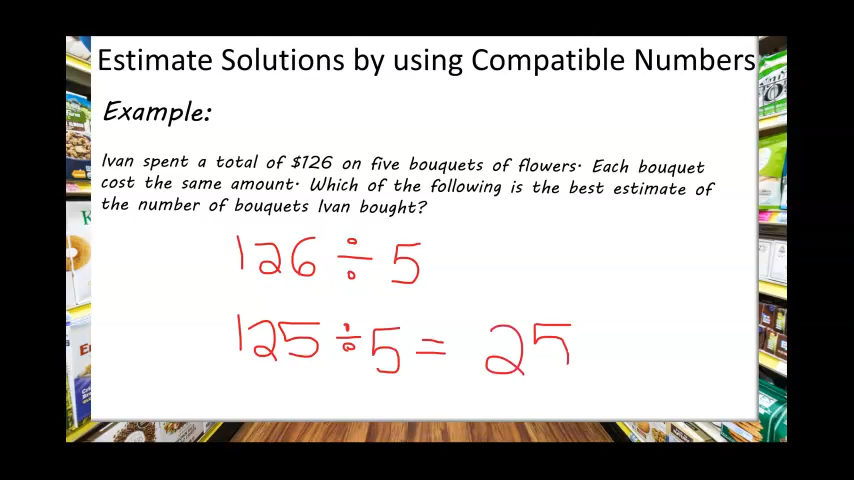 Estimate Solutions by using Compatible Numbers
Example:
Ivan spent a total of $126 on five bouquets of flowers. Each bouquet
cost the same amount. Which of the following is the best estimate of
the number of bouquets Ivan bought?
126 ÷ 5
125 ÷ 5 = 25